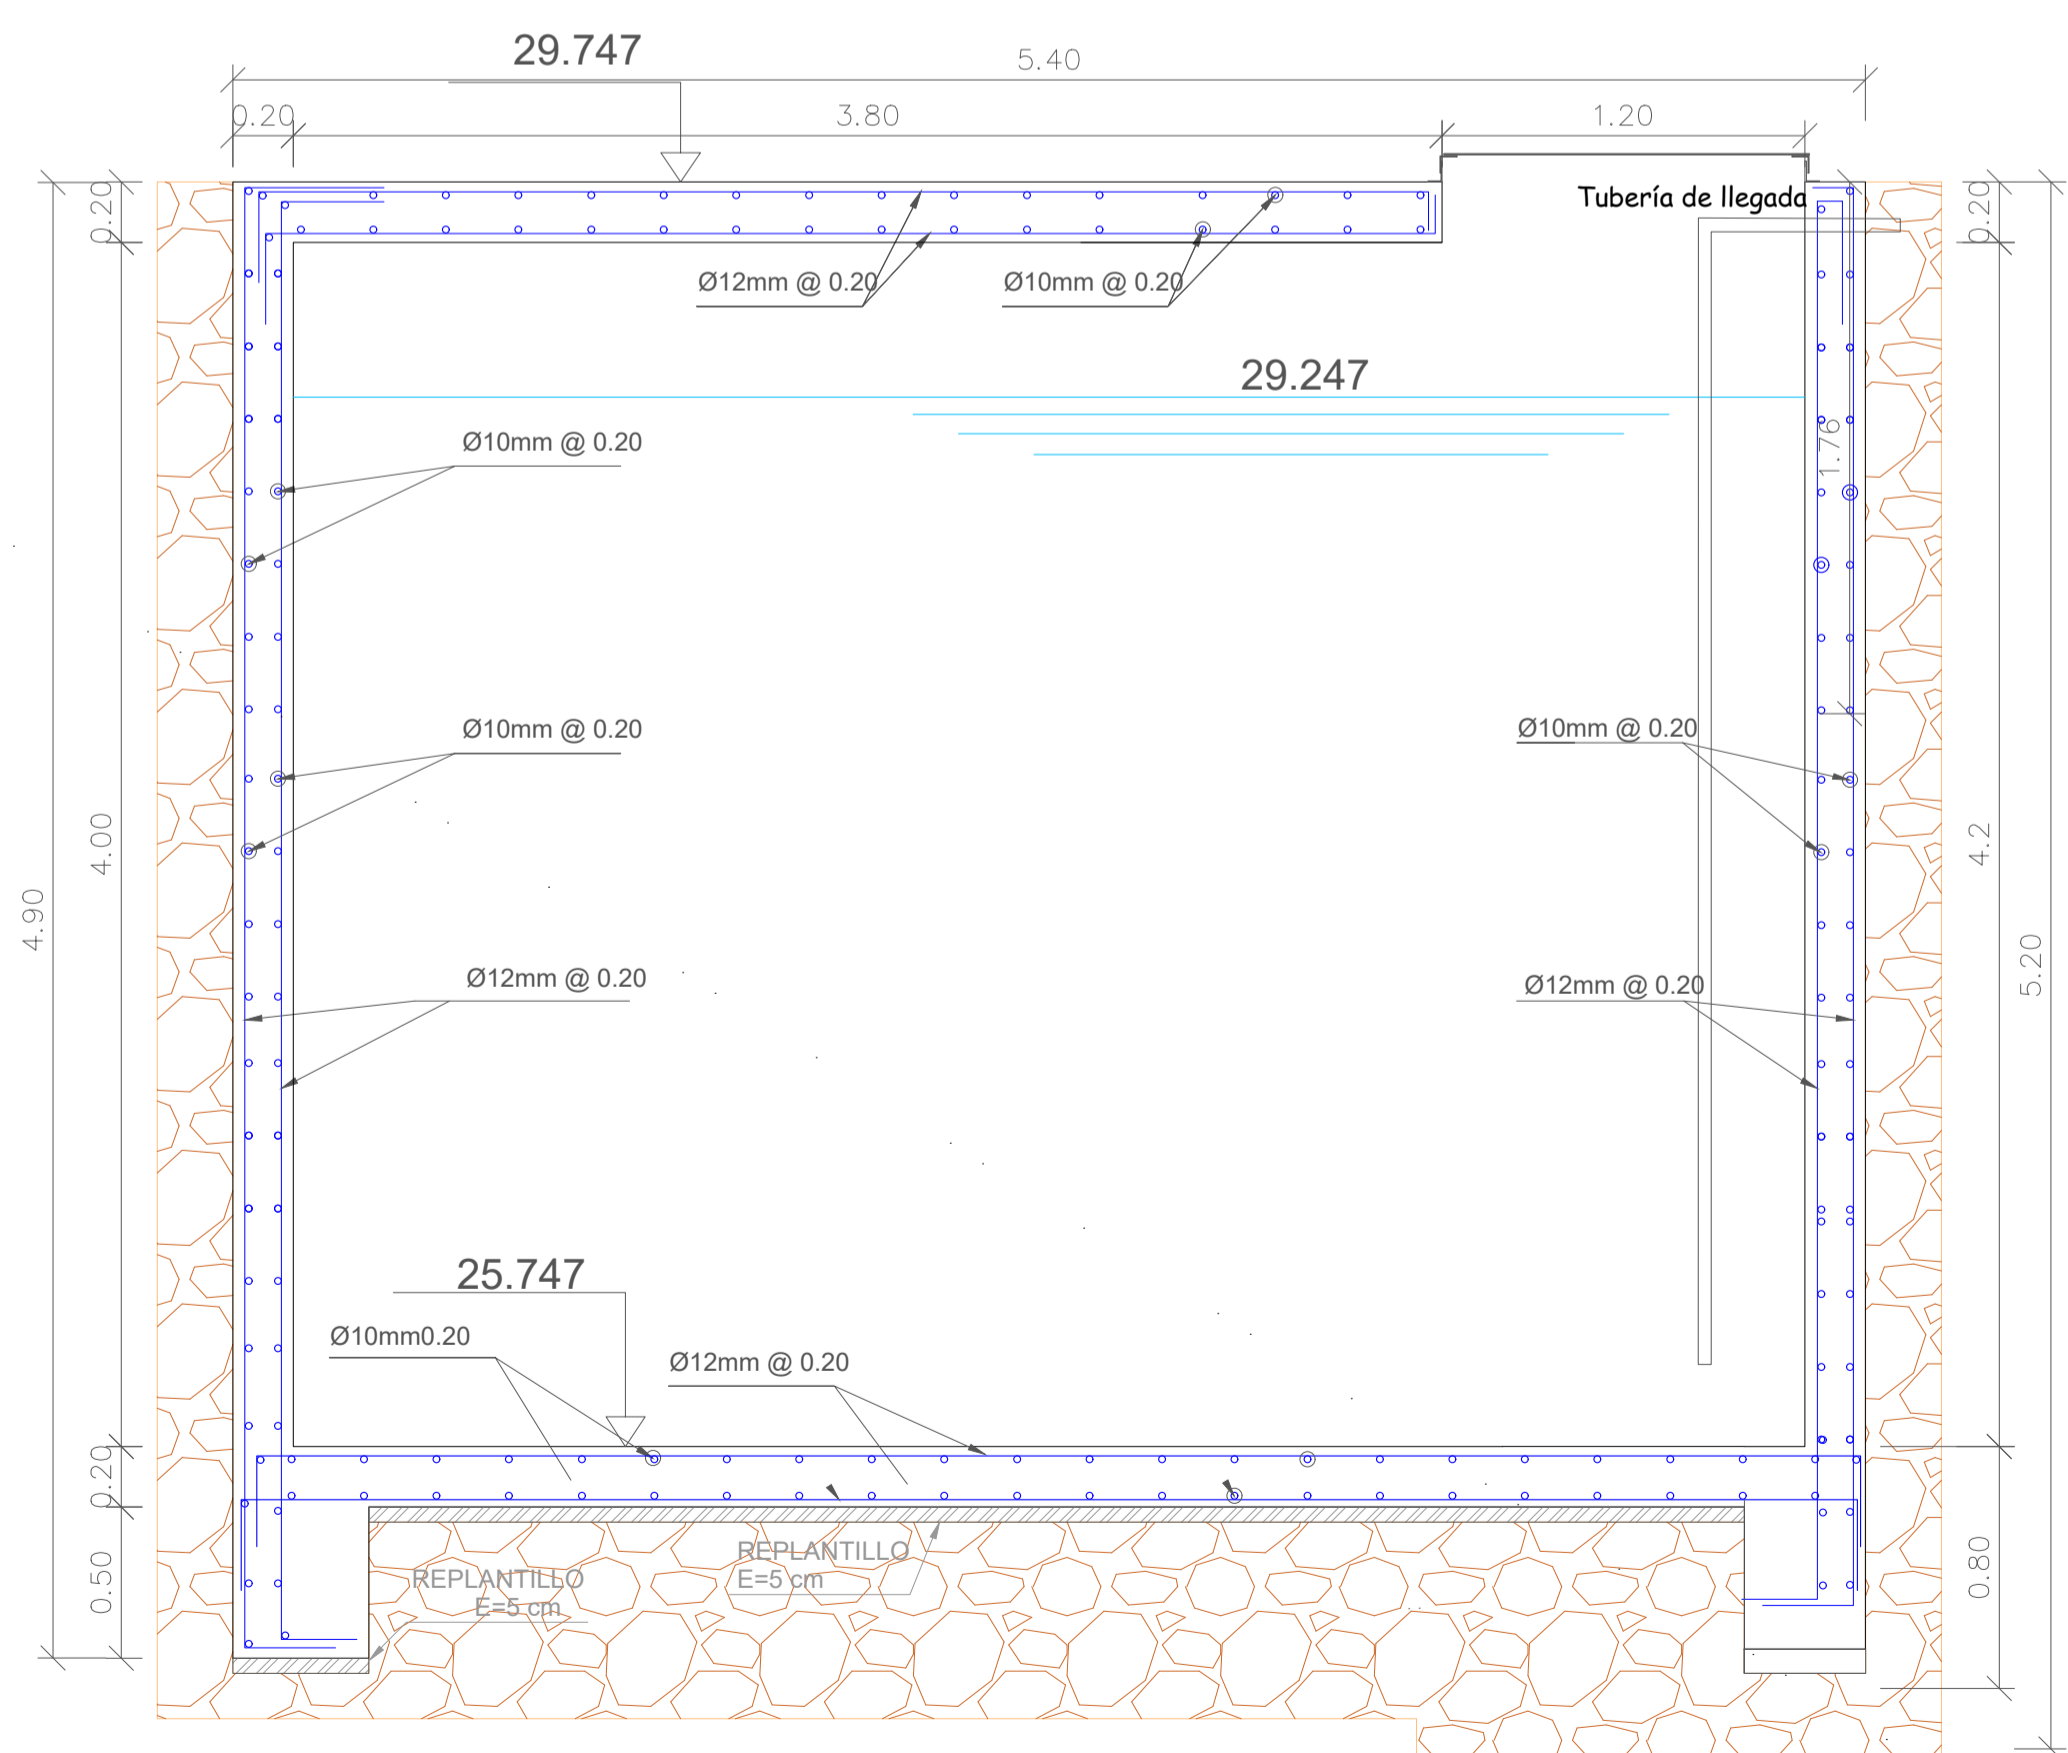 29.747
5.40
0.20
3.80
1.20
0.20
Tubería de llegada
0.20
Ø12mm @ 0.20
Ø10mm @ 0.20
29.247
Ø10mm @ 0.20
1.76
Ø10mm @ 0.20
Ø10mm @ 0.20
4.00
4.2
4.90
5.20
Ø12mm @ 0.20
Ø12mm @ 0.20
25.747
Ø10mm0.20
Ø12mm @ 0.20
0.20
REPLANTILLO
E=5 cm
REPLANTILLO
E=5 cm
0.50
0.80